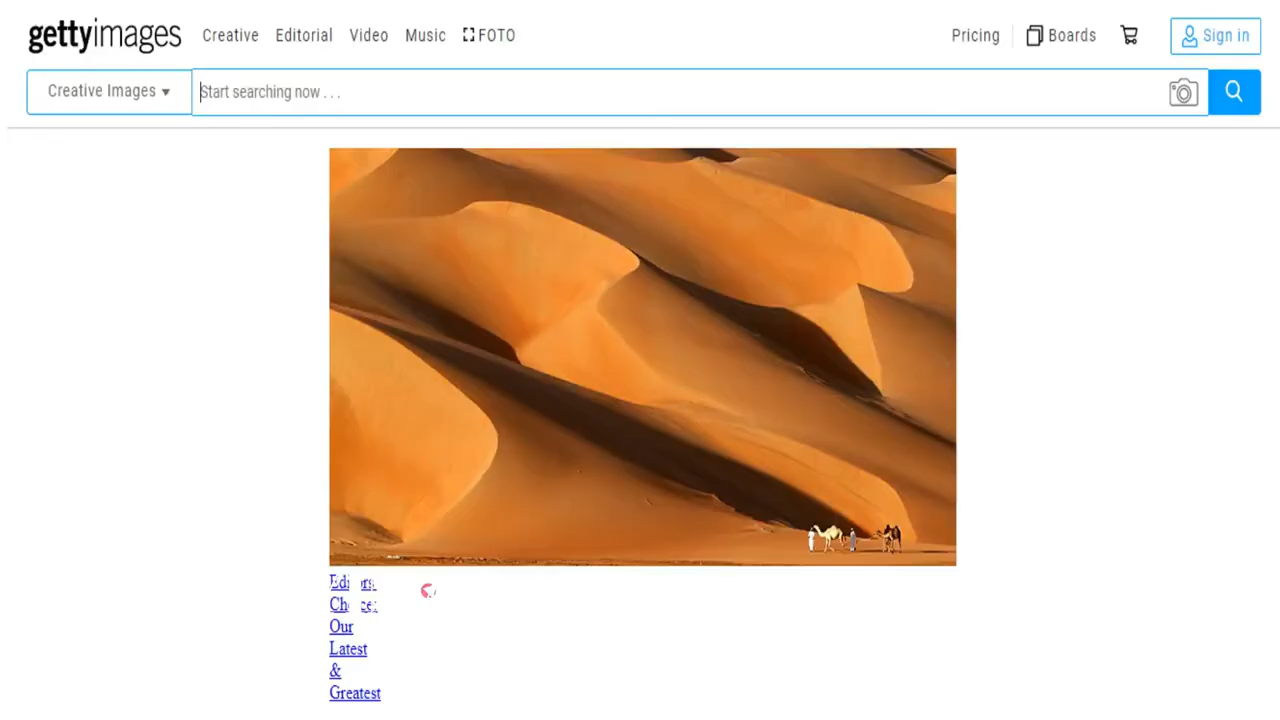 gettyimages Creative Editorial Video Music FOTO Pricing Boards Sign in
Creative Images Start searching now . . .
Our
Latest
&
Greatest